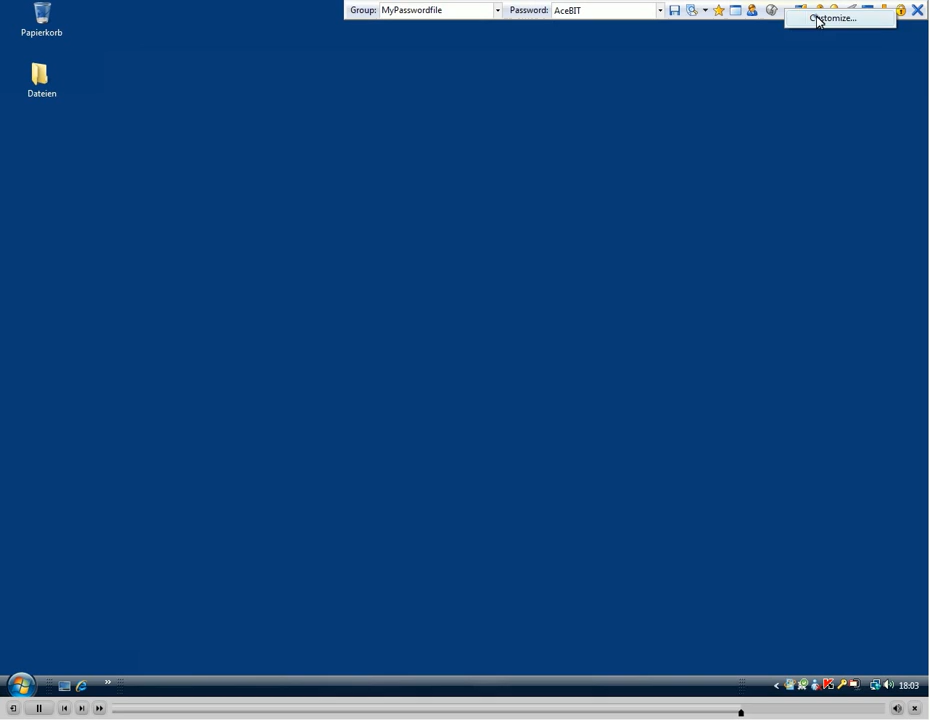 Group: MyPasswordfile Password: AceBIT
Customize...
Papierkorb
Dateien
18:03